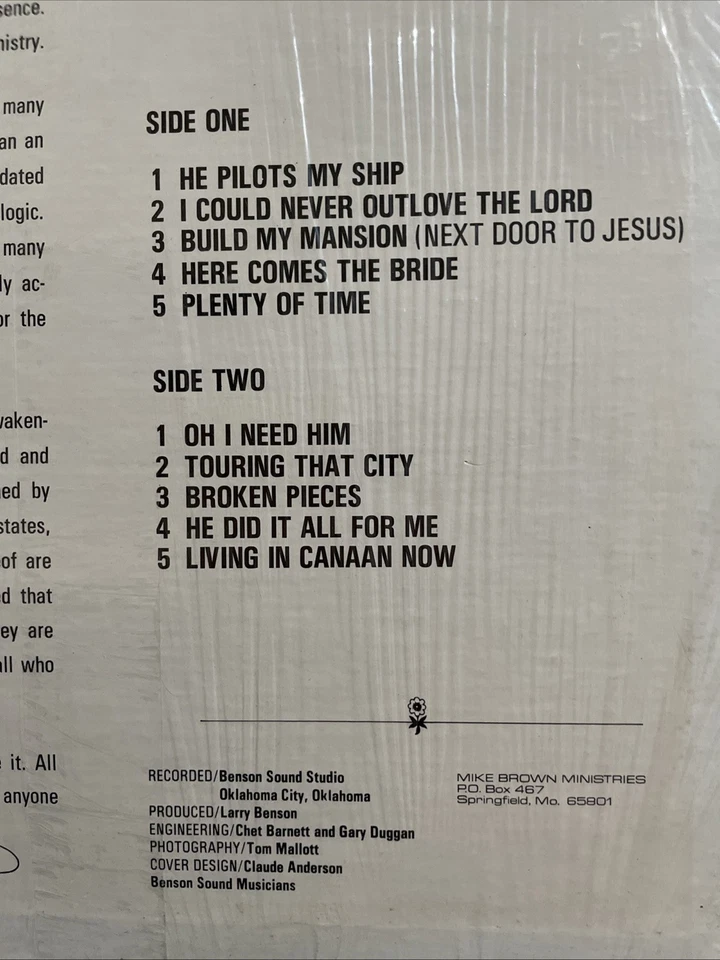 sence.
nistry.
many
an an
dated
logic.
many
ly ac-
or the
waken-
d and
ned by
states,
of are
d that
ey are
all who
it. All
anyone
SIDE ONE
1 HE PILOTS MY SHIP
2 I COULD NEVER OUTLOVE THE LORD
3 BUILD MY MANSION (NEXT DOOR TO JESUS)
4 HERE COMES THE BRIDE
5 PLENTY OF TIME
SIDE TWO
1 OH I NEED HIM
2 TOURING THAT CITY
3 BROKEN PIECES
4 HE DID IT ALL FOR ME
5 LIVING IN CANAAN NOW
RECORDED/Benson Sound Studio
Oklahoma City, Oklahoma
PRODUCED/Larry Benson
ENGINEERING/Chet Barnett and Gary Duggan
PHOTOGRAPHY/Tom Mallott
COVER DESIGN/Claude Anderson
Benson Sound Musicians
MIKE BROWN MINISTRIES
P.O. Box 467
Springfield, Mo. 65801